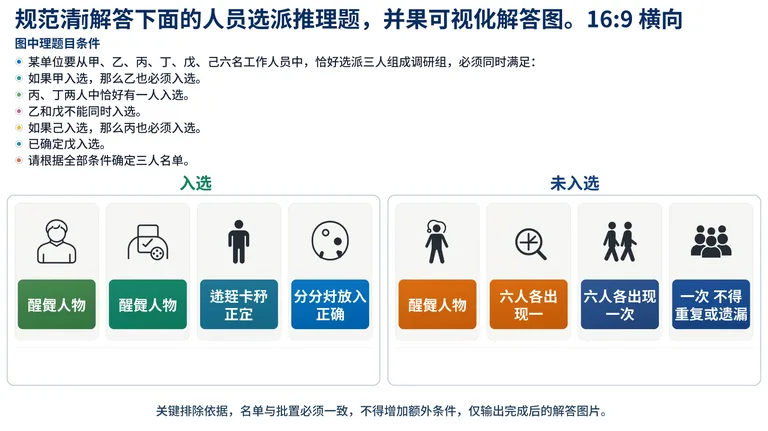 规范清解答下面的人员选派推理题，并果可视化解答图。16:9 横向
图中理题目条件
某单位要从甲、乙、丙、丁、戊、己六名工作人员中，恰好选派三人组成调研组，必须同时满足：
如果甲入选，那么乙也必须入选。
丙、丁两人中恰好有一人入选。
乙和戊不能同时入选。
如果己入选，那么丙也必须入选。
已确定戊入选。
请根据全部条件确定三人名单。
入选
未入选
人物
人物
正
分分 放入
正确
人物
六人各出
现一
六人各出现
一次
一次 不得
重复或遗漏
关键排除依据，名单与批置必须一致，不得增加额外条件，仅输出完成后的解答图片。